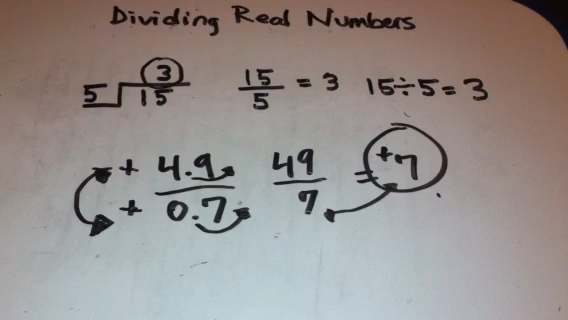 Dividing Real Numbers
3
5 15 15/5 = 3 15÷5=3
+ 4.9 / + 0.7 49/7 = +7